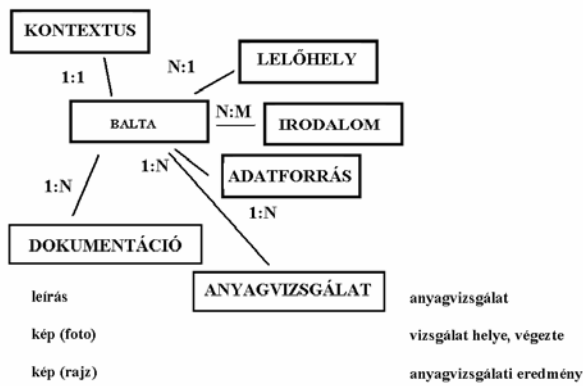 KONTEXTUS
LELŐHELY
1:1
N:1
N:M
BALTA
IRODALOM
1:N
ADATFORRÁS
1:N
1:N
DOKUMENTÁCIÓ
ANYAGVIZSGÁLAT
leírás
anyagvizsgálat
kép (foto)
vizsgálat helye, végezte
kép (rajz)
anyagvizsgálati eredmény